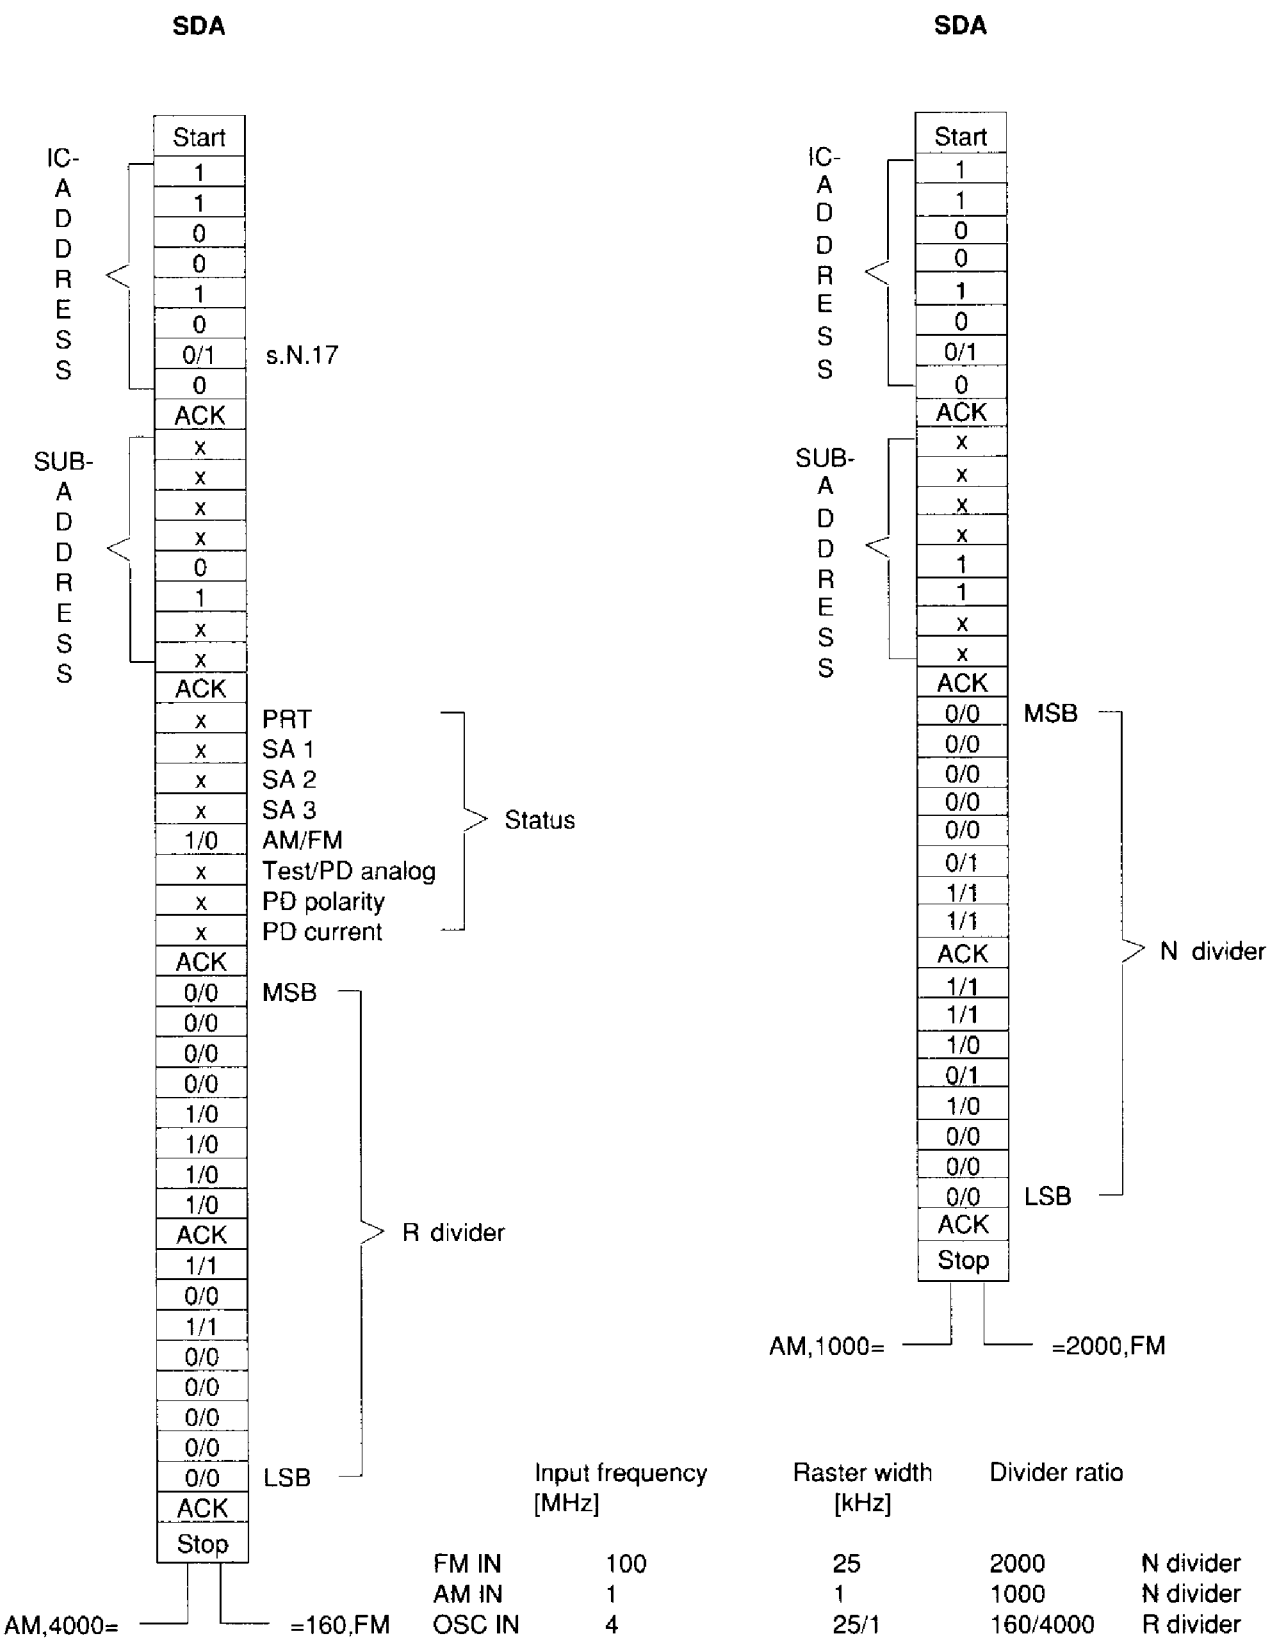 SDA
Start
IC-
A
D
D
R
E
S
S
1
1
0
0
1
0
0/1 s.N.17
0
ACK
SUB-
A
D
D
R
E
S
S
x
x
x
x
0
1
x
x
ACK
x PRT
x SA 1
x SA 2
x SA 3
1/0 AM/FM
x Test/PD analog
x PD polarity
x PD current
Status
ACK
0/0 MSB
0/0
0/0
0/0
1/0
1/0
1/0
1/0
ACK
R divider
1/1
0/0
1/1
0/0
0/0
0/0
0/0
0/0 LSB
ACK
Stop
AM,4000= =160,FM
SDA
Start
IC-
A
D
D
R
E
S
S
1
1
0
0
1
0
0/1
0
ACK
SUB-
A
D
D
R
E
S
S
x
x
x
x
1
1
x
x
ACK
0/0 MSB
0/0
0/0
0/0
0/0
0/1
1/1
1/1
ACK
N divider
1/1
1/1
1/0
0/1
1/0
0/0
0/0
0/0 LSB
ACK
Stop
AM,1000= =2000,FM
Input frequency Raster width Divider ratio
[MHz] [kHz]
FM IN 100 25 2000 N divider
AM IN 1 1 1000 N divider
OSC IN 4 25/1 160/4000 R divider